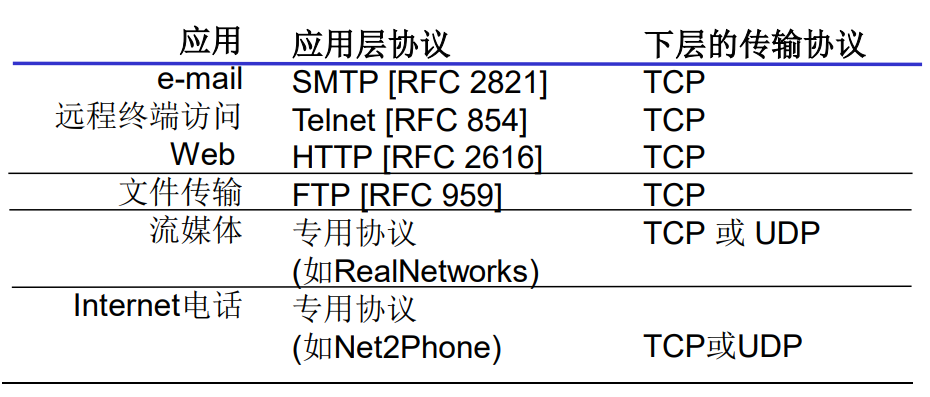 应用 应用层协议 下层的传输协议
e-mail SMTP [RFC 2821] TCP
远程终端访问 Telnet [RFC 854] TCP
Web HTTP [RFC 2616] TCP
文件传输 FTP [RFC 959] TCP
流媒体 专用协议 TCP 或 UDP
(如RealNetworks)
Internet电话 专用协议
(如Net2Phone) TCP或UDP